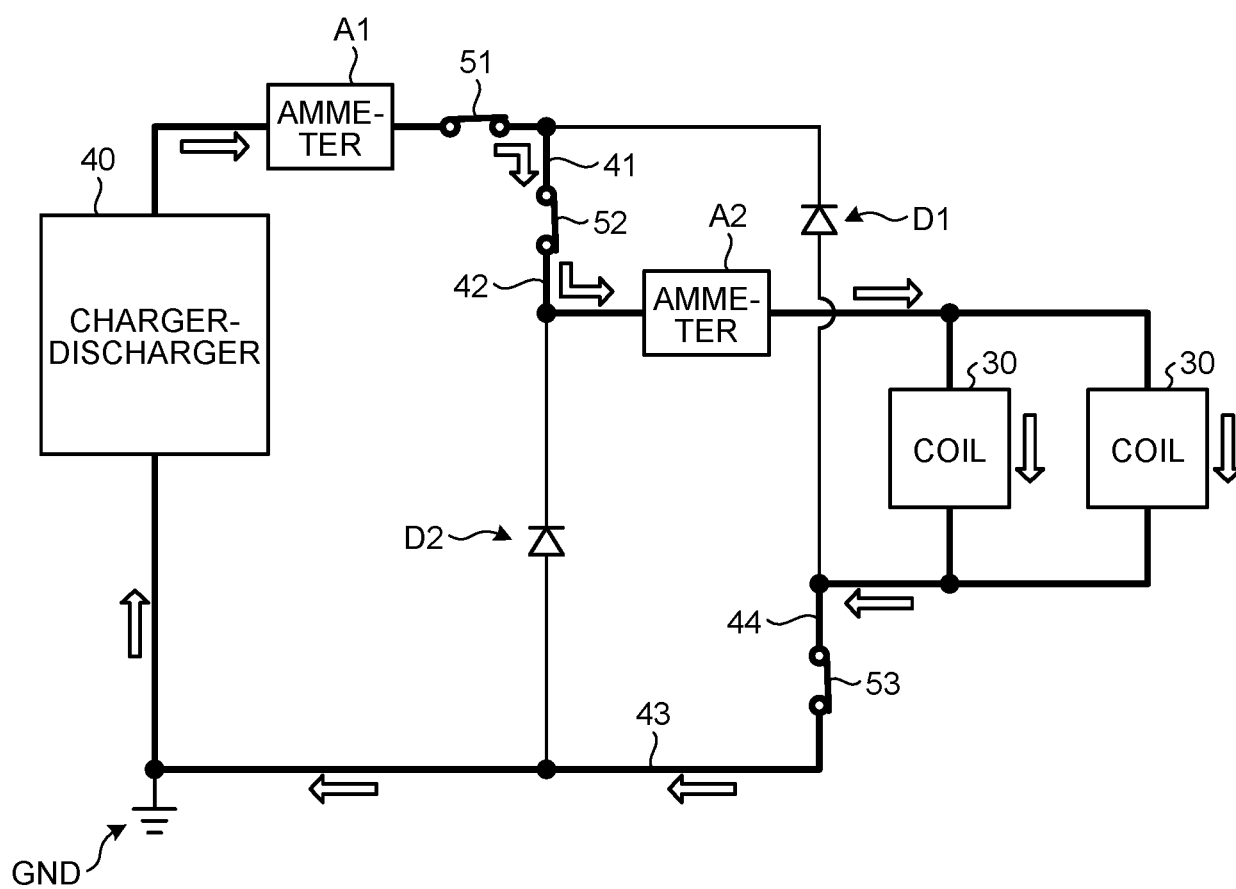 A1
51
AMME-
TER
40
41
52
A2
D1
42
AMME-
TER
CHARGER-
DISCHARGER
30
30
COIL
COIL
D2
44
53
43
GND